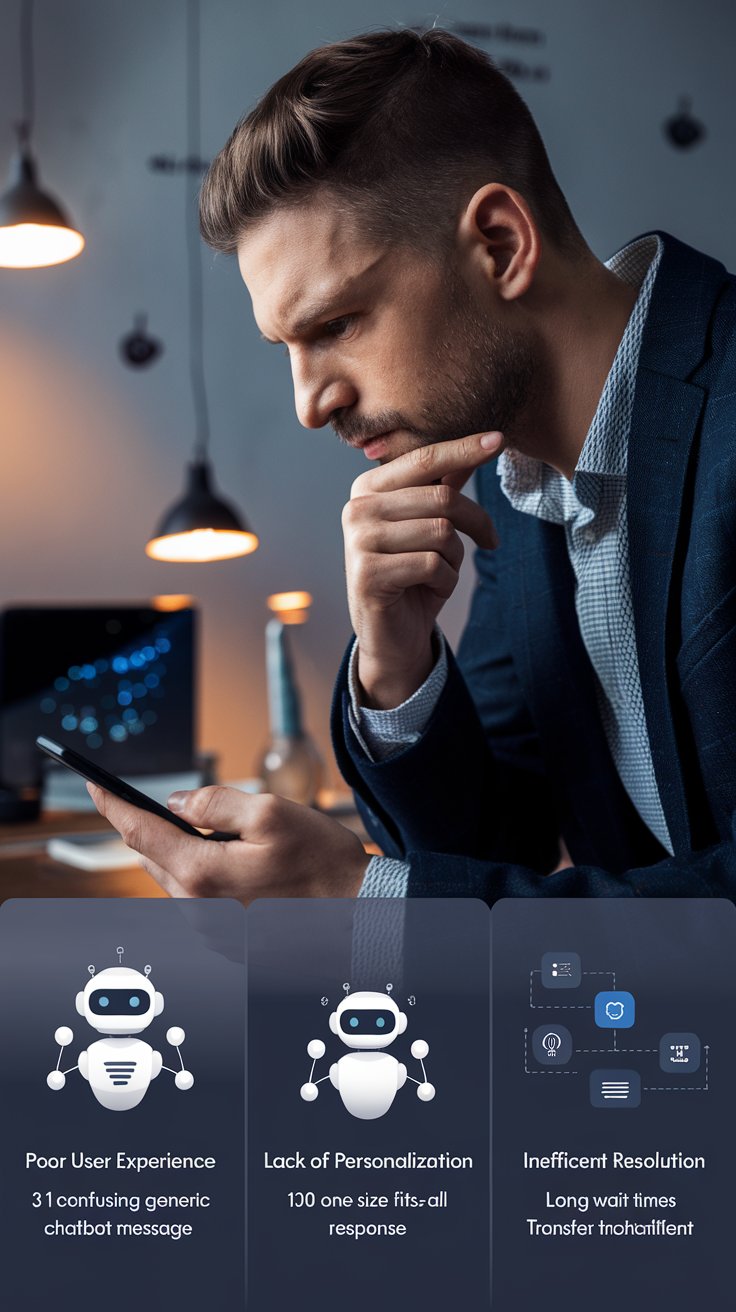 Poor User Experience
31 confusing generic
chatbot message
Lack of Personalization
100 one size fits-all
response
Inefficent Resolution
Long wait times
Transfer